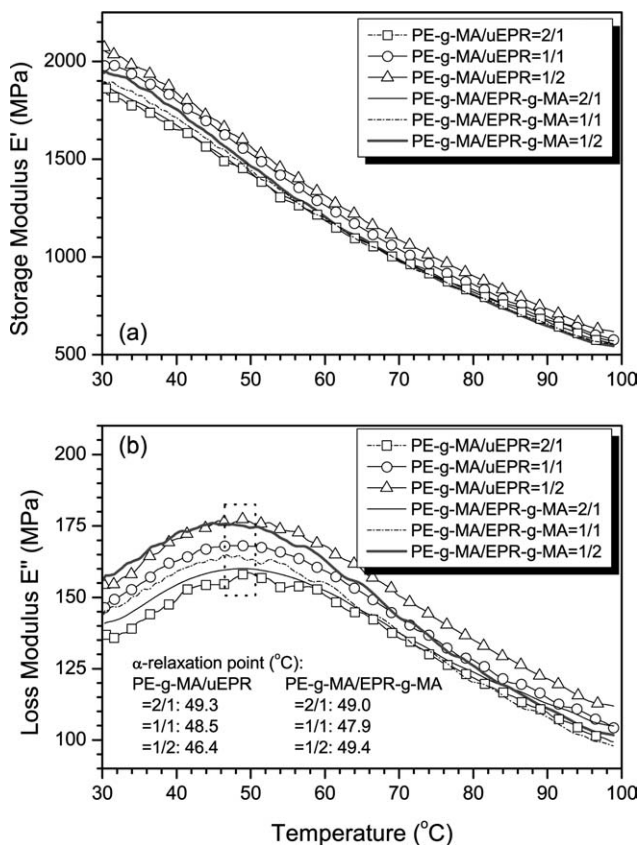 (a)
PE-g-MA/uEPR=2/1
PE-g-MA/uEPR=1/1
PE-g-MA/uEPR=1/2
PE-g-MA/EPR-g-MA=2/1
PE-g-MA/EPR-g-MA=1/1
PE-g-MA/EPR-g-MA=1/2
Storage Modulus E' (MPa)
2000
1500
1000
500
30 40 50 60 70 80 90 100
(b)
PE-g-MA/uEPR=2/1
PE-g-MA/uEPR=1/1
PE-g-MA/uEPR=1/2
PE-g-MA/EPR-g-MA=2/1
PE-g-MA/EPR-g-MA=1/1
PE-g-MA/EPR-g-MA=1/2
Loss Modulus E'' (MPa)
200
175
150
125
100
α-relaxation point (°C):
PE-g-MA/uEPR PE-g-MA/EPR-g-MA
=2/1: 49.3 =2/1: 49.0
=1/1: 48.5 =1/1: 47.9
=1/2: 46.4 =1/2: 49.4
30 40 50 60 70 80 90 100
Temperature (°C)